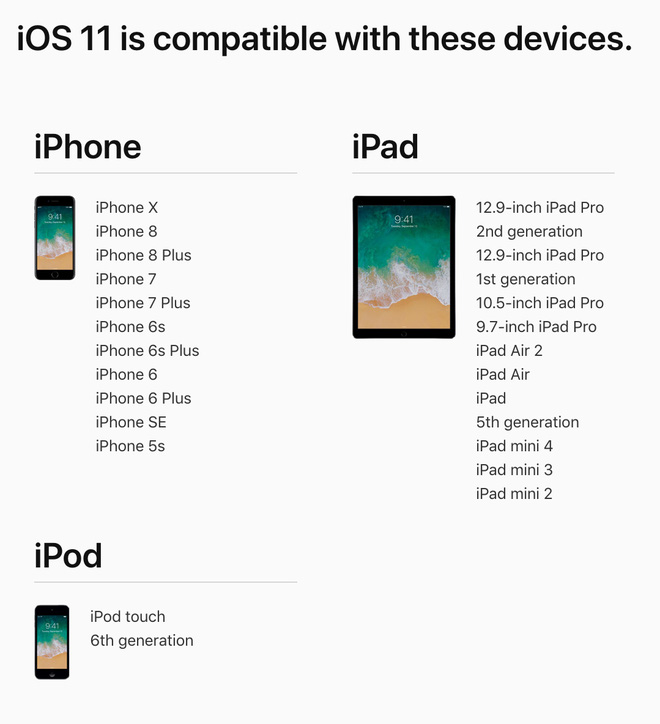 iOS 11 is compatible with these devices.
iPhone
9:41
iPhone X
iPhone 8
iPhone 8 Plus
iPhone 7
iPhone 7 Plus
iPhone 6s
iPhone 6s Plus
iPhone 6
iPhone 6 Plus
iPhone SE
iPhone 5s
iPad
9:41
12.9-inch iPad Pro
2nd generation
12.9-inch iPad Pro
1st generation
10.5-inch iPad Pro
9.7-inch iPad Pro
iPad Air 2
iPad Air
iPad
5th generation
iPad mini 4
iPad mini 3
iPad mini 2
iPod
9:41
iPod touch
6th generation